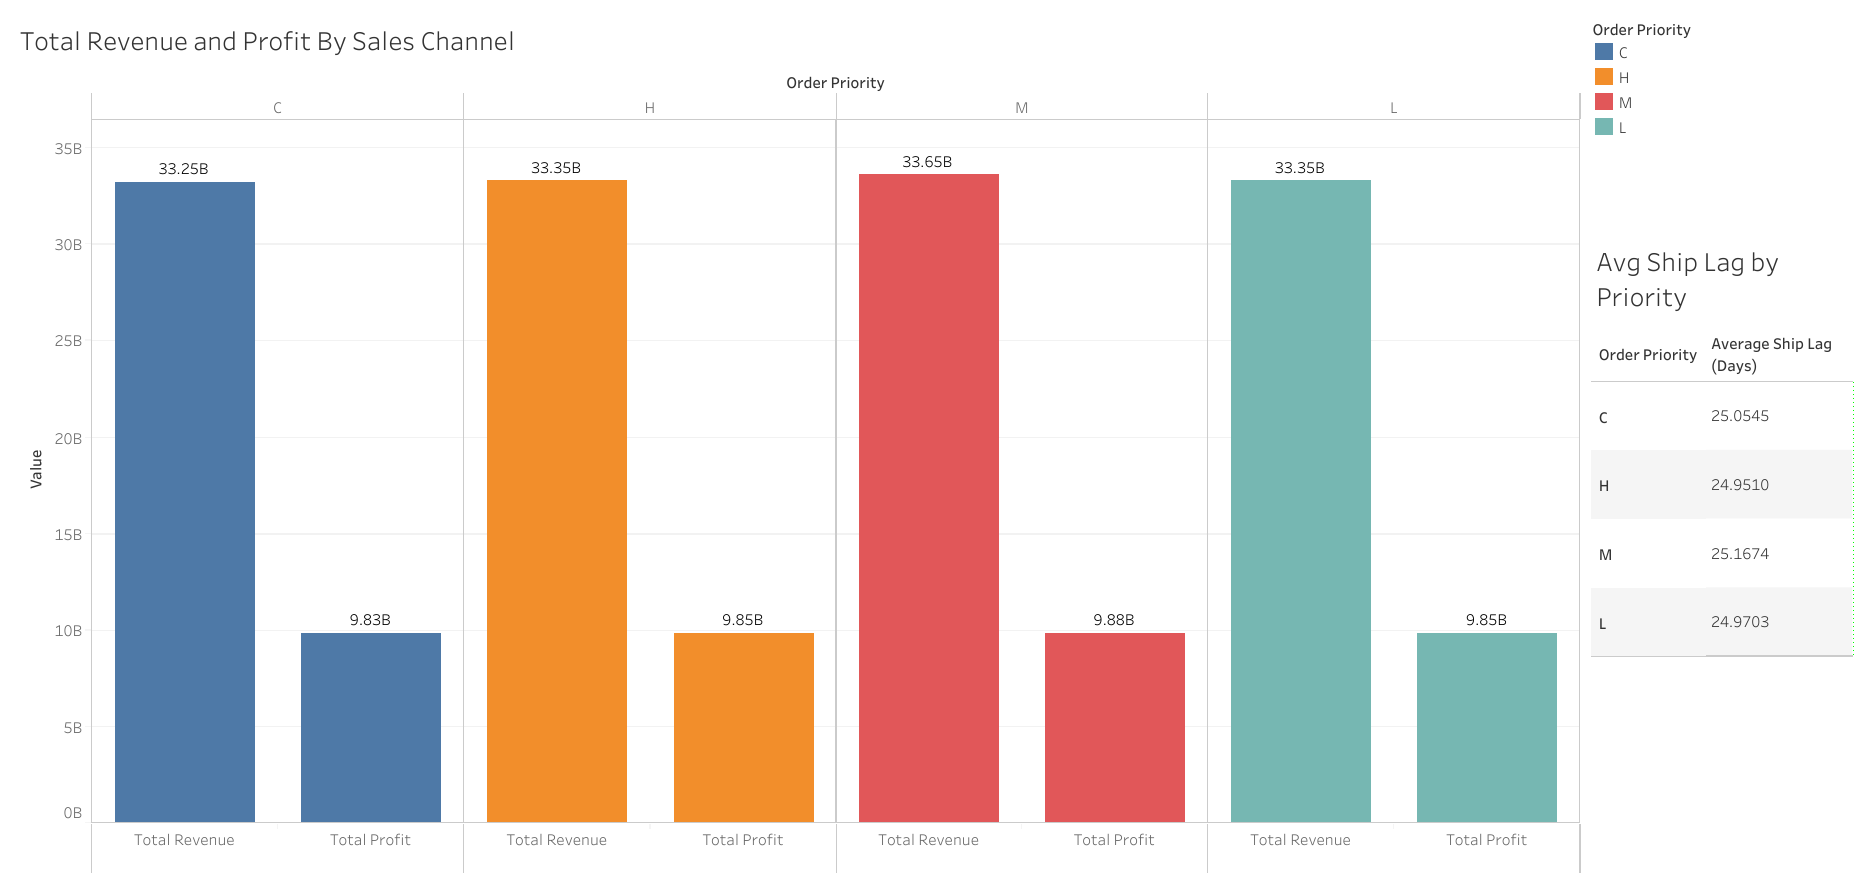 Total Revenue and Profit By Sales Channel
Order Priority
C H M L
35B
30B
25B
20B
15B
10B
5B
0B
Value
33.25B 33.35B 33.65B 33.35B
9.83B 9.85B 9.88B 9.85B
Total Revenue Total Profit Total Revenue Total Profit Total Revenue Total Profit Total Revenue Total Profit
Order Priority
C
H
M
L
Avg Ship Lag by
Priority
Order Priority Average Ship Lag
(Days)
C 25.0545
H 24.9510
M 25.1674
L 24.9703